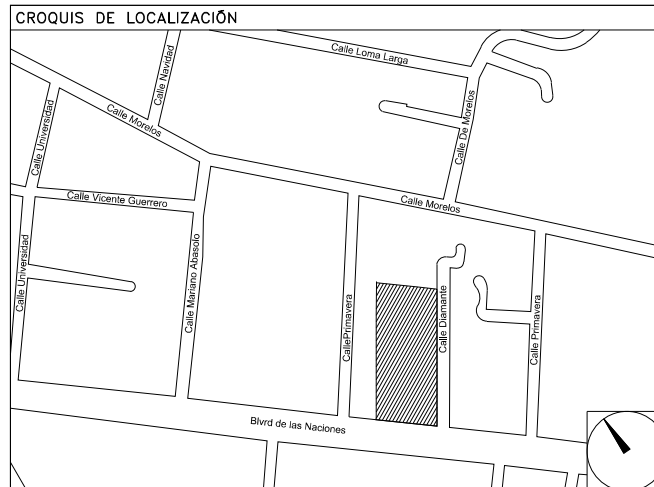 CROQUIS DE LOCALIZACIÓN
Calle Loma Larga
Calle Navidad
Calle Morelos
Calle Universidad
Calle De Morelos
Calle Vicente Guerrero
Calle Morelos
Calle Universidad
Calle Mariano Abasolo
CallePrimavera
Calle Diamante
Calle Primavera
Blvrd de las Naciones